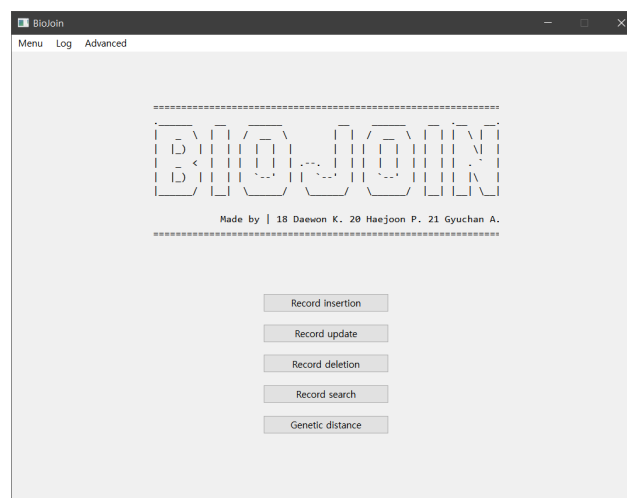 BioJoin
Menu Log Advanced
BIOJOIN
Made by | 18 Daewon K. 20 Haejoon P. 21 Gyuchan A.
Record insertion
Record update
Record deletion
Record search
Genetic distance